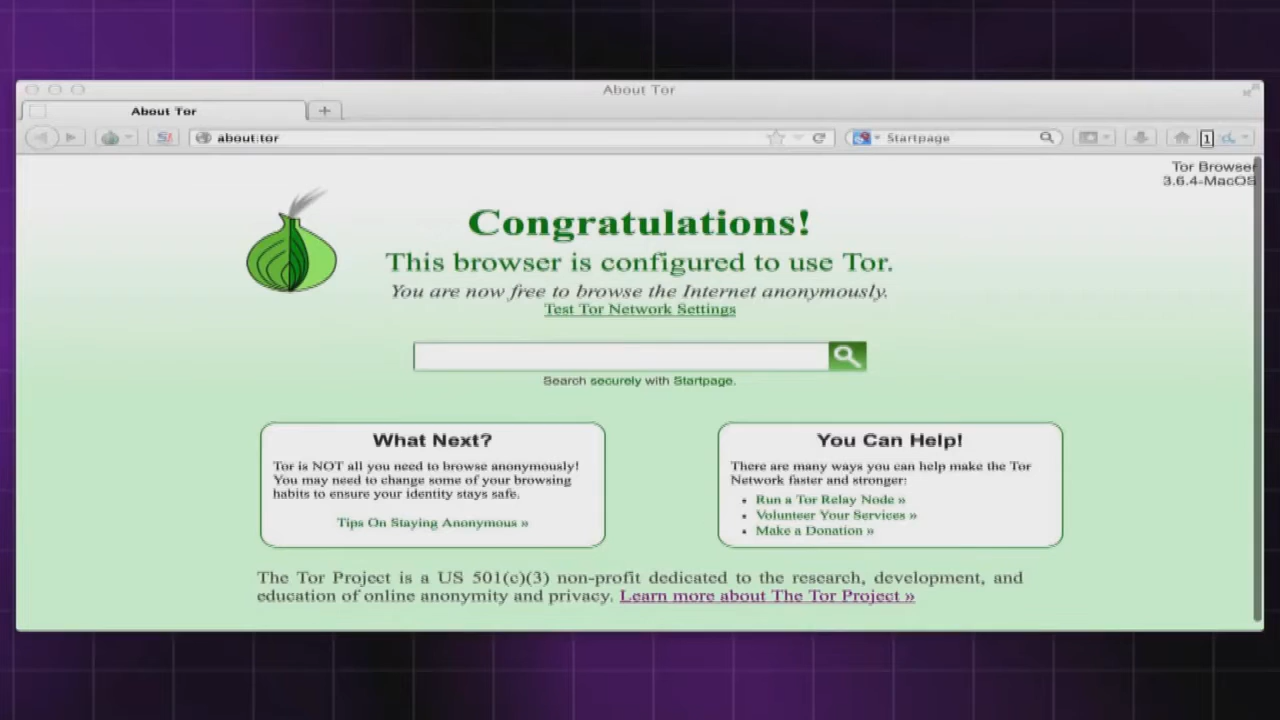 About Tor
About Tor
about:tor
Startpage
Tor Browser
3.6.4-MacOS
Congratulations!
This browser is configured to use Tor.
You are now free to browse the Internet anonymously.
Test Tor Network Settings
Search securely with Startpage.
What Next?
Tor is NOT all you need to browse anonymously!
You may need to change some of your browsing
habits to ensure your identity stays safe.
Tips On Staying Anonymous »
You Can Help!
There are many ways you can help make the Tor
Network faster and stronger:
• Run a Tor Relay Node »
• Volunteer Your Services »
• Make a Donation »
The Tor Project is a US 501(c)(3) non-profit dedicated to the research, development, and
education of online anonymity and privacy. Learn more about The Tor Project »